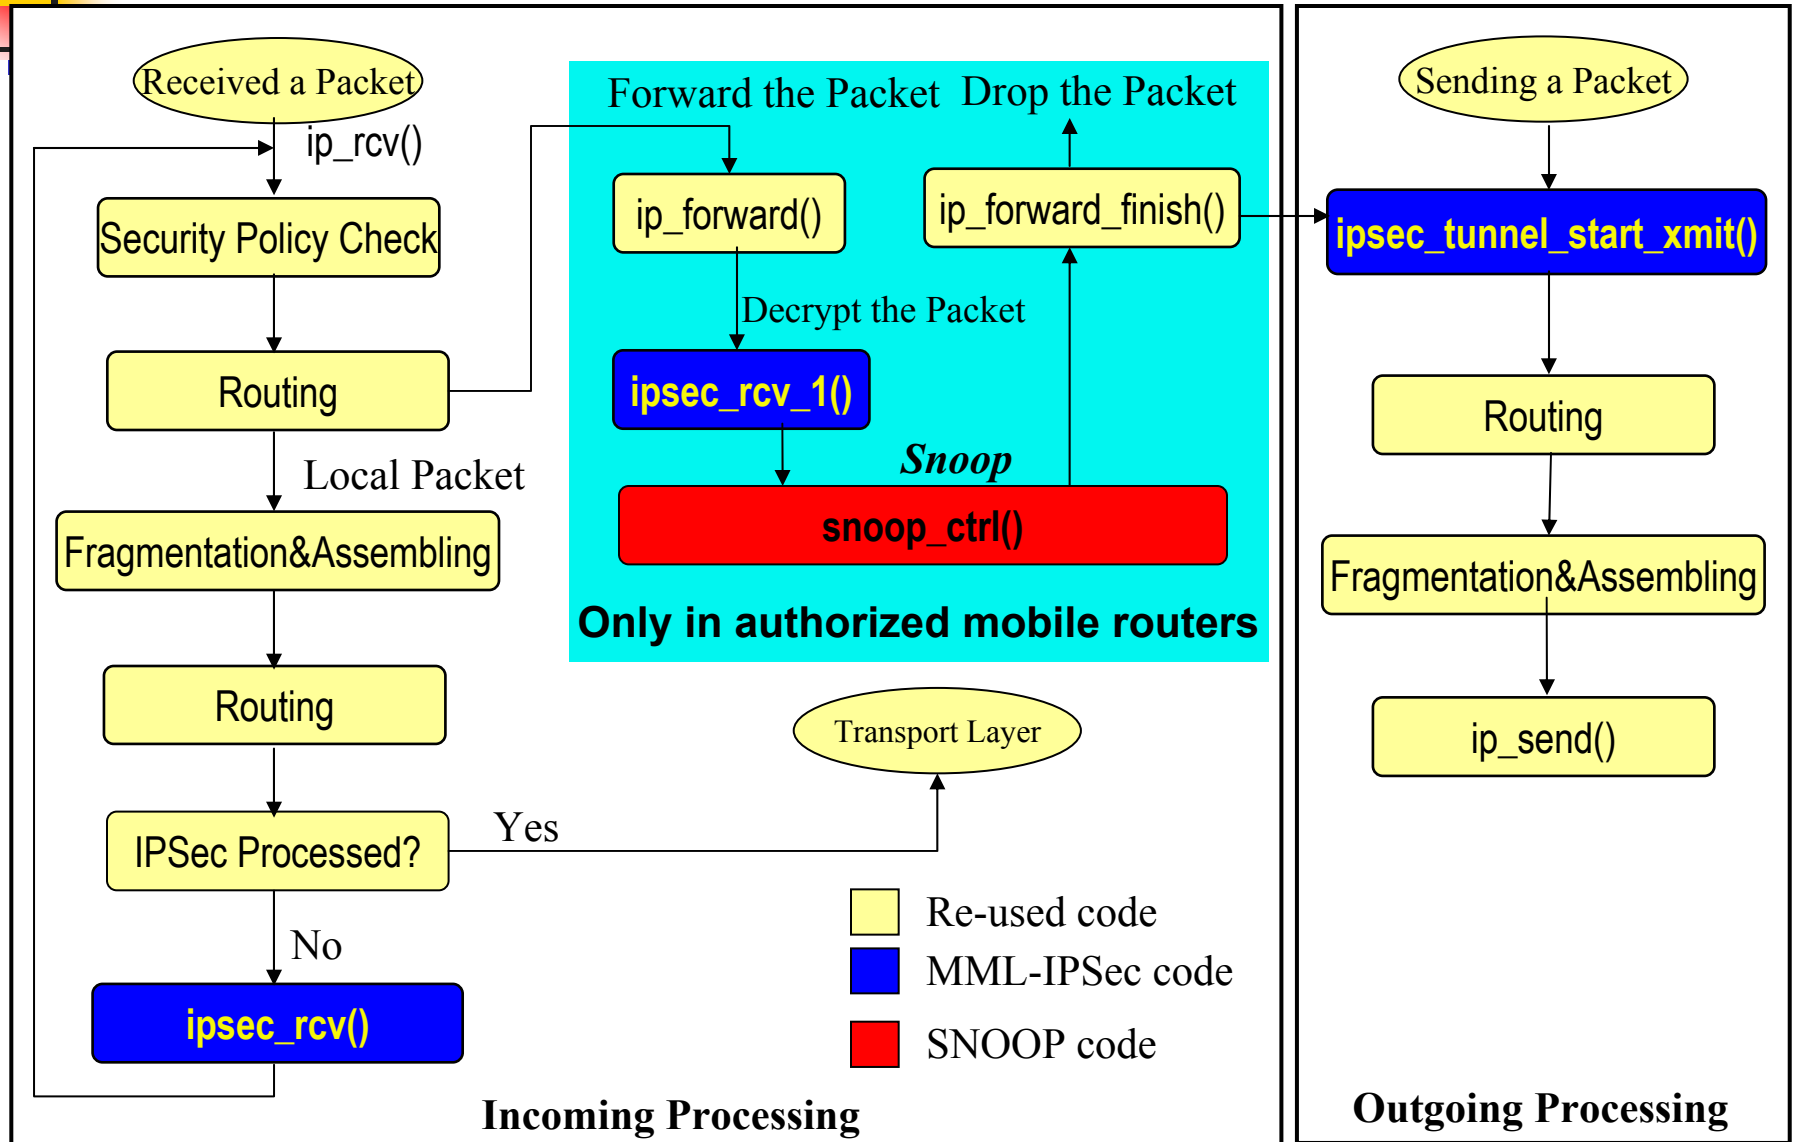 Received a Packet
ip_rcv()
Security Policy Check
Routing
Local Packet
Fragmentation&Assembling
Routing
IPSec Processed?
Yes
No
ipsec_rcv()
Forward the Packet
Drop the Packet
ip_forward()
ip_forward_finish()
Decrypt the Packet
ipsec_rcv_1()
Snoop
snoop_ctrl()
Only in authorized mobile routers
Transport Layer
Re-used code
MML-IPSec code
SNOOP code
Incoming Processing
Sending a Packet
ipsec_tunnel_start_xmit()
Routing
Fragmentation&Assembling
ip_send()
Outgoing Processing